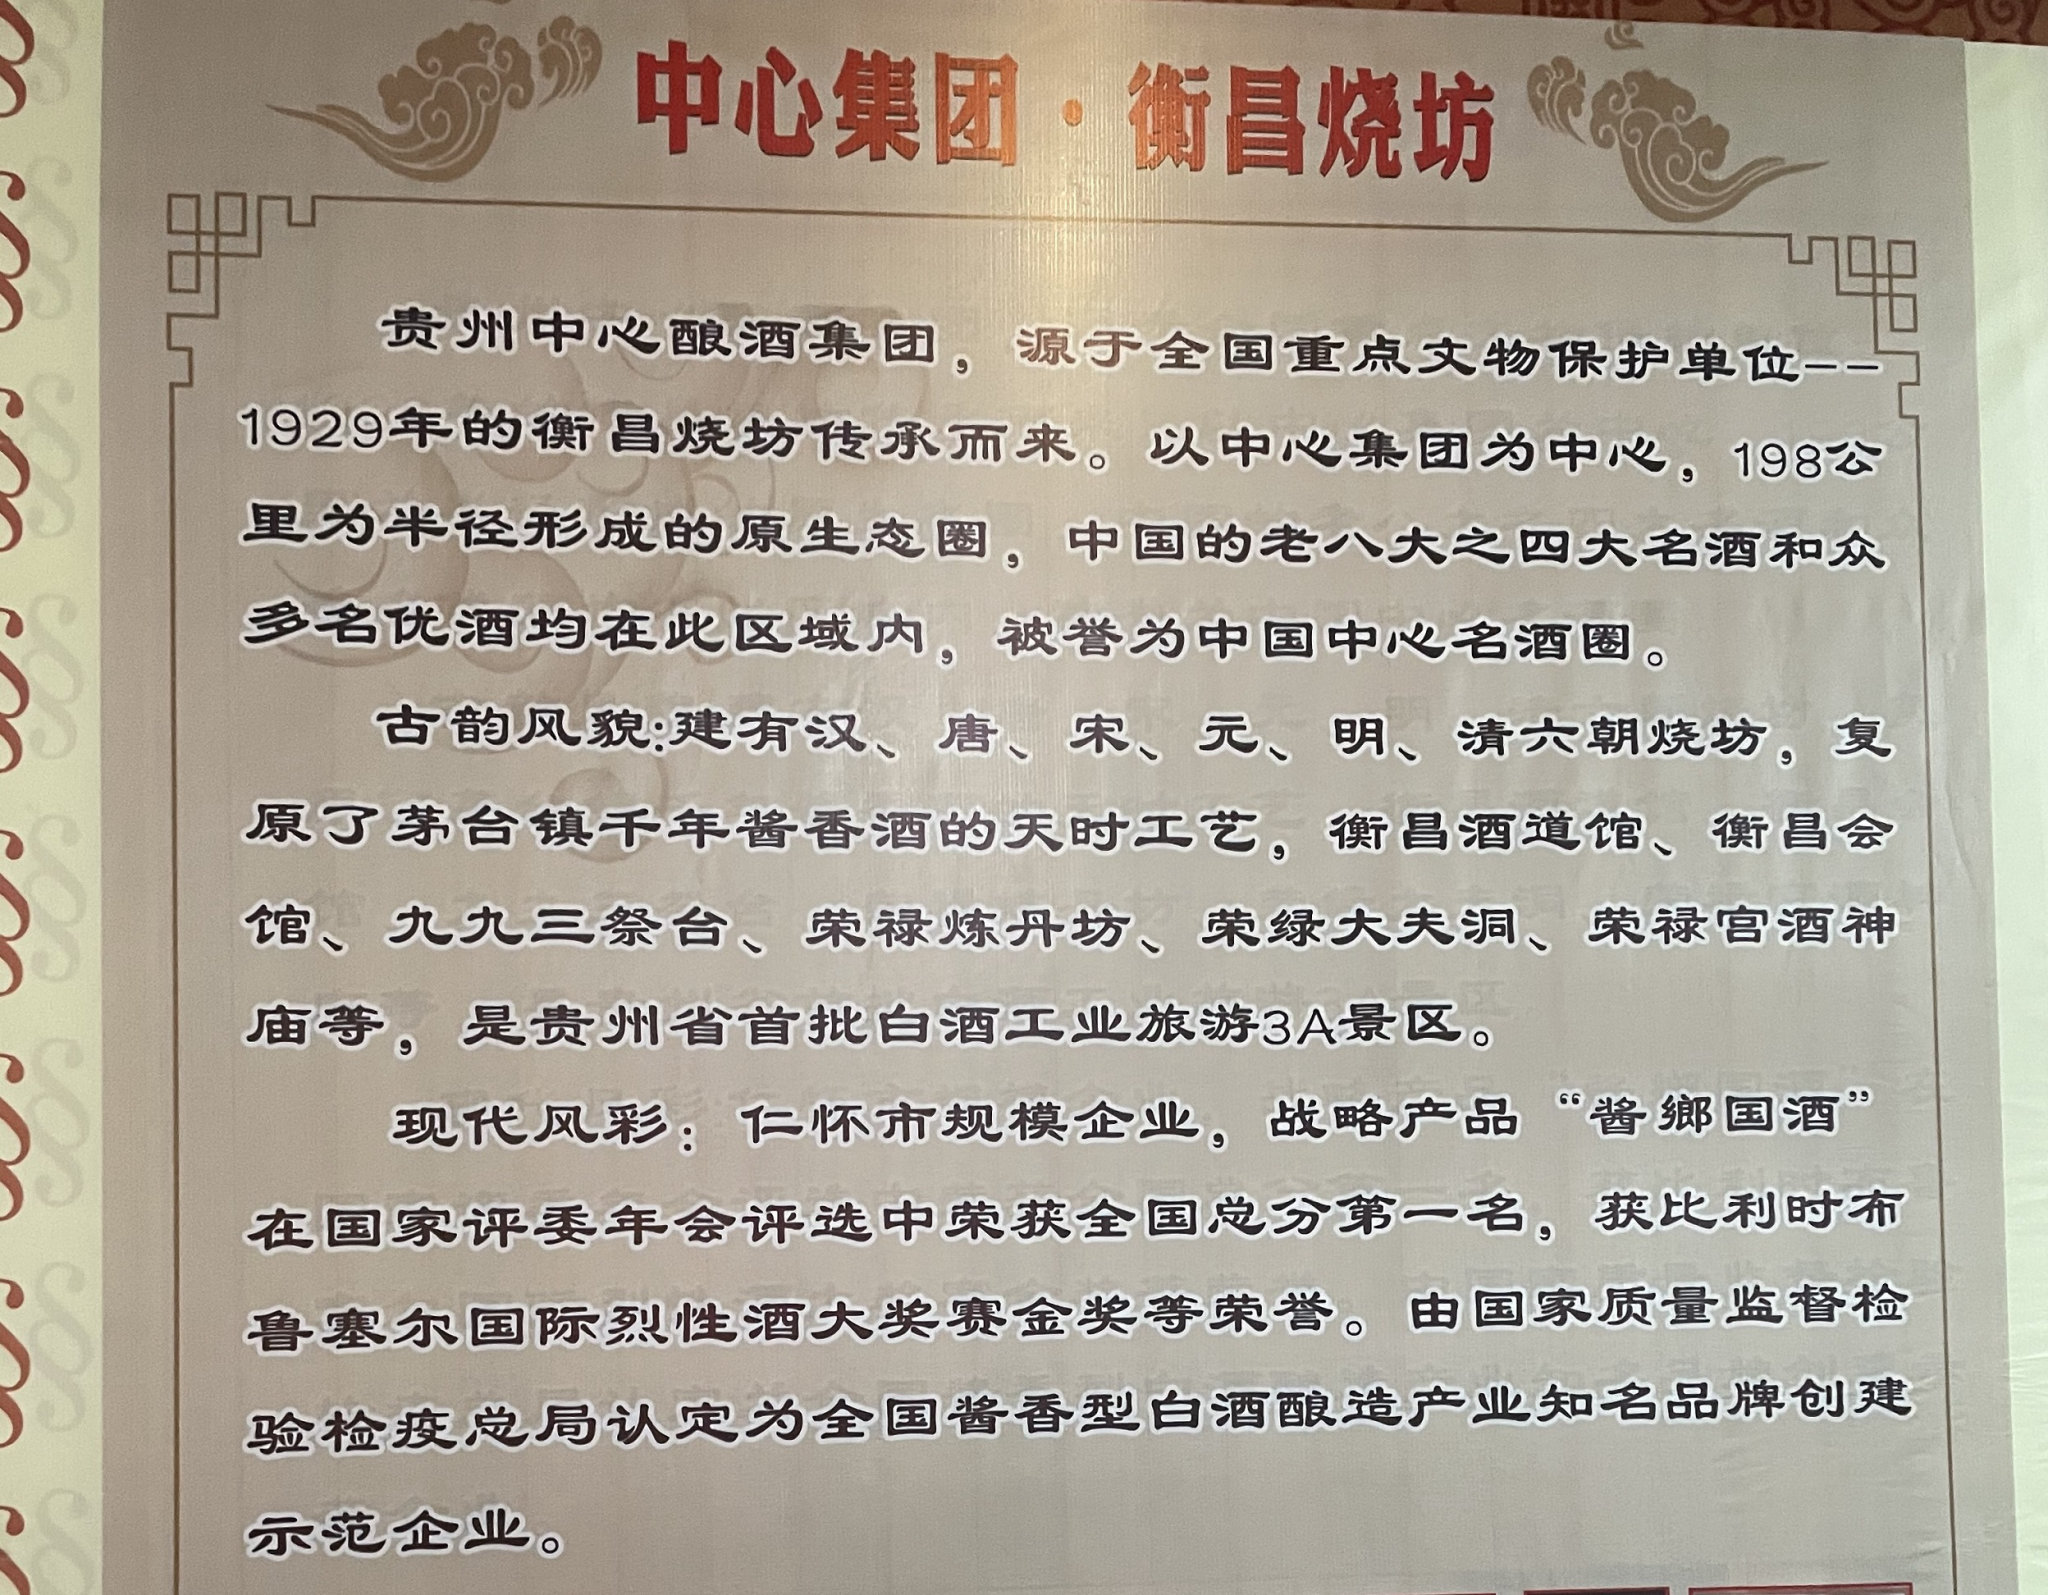 中心集团·衡昌烧坊
贵州中心酿酒集团，源于全国重点文物保护单位--
1929年的衡昌烧坊传承而来。以中心集团为中心，198公
里为半径形成的原生态圈，中国的老八大之四大名酒和众
多名优酒均在此区域内，被誉为中国中心名酒圈。
古韵风貌:建有汉、唐、宋、元、明、清六朝烧坊，复
原了茅台镇千年酱香酒的天时工艺，衡昌酒道馆、衡昌会
馆、九九三祭台、荣禄炼丹坊、荣绿大夫洞、荣禄宫酒神
庙等，是贵州省首批白酒工业旅游3A景区。
现代风彩：仁怀市规模企业，战略产品“酱鄉国酒”
在国家评委年会评选中荣获全国总分第一名，获比利时布
鲁塞尔国际烈性酒大奖赛金奖等荣誉。由国家质量监督检
验检疫总局认定为全国酱香型白酒酿造产业知名品牌创建
示范企业。